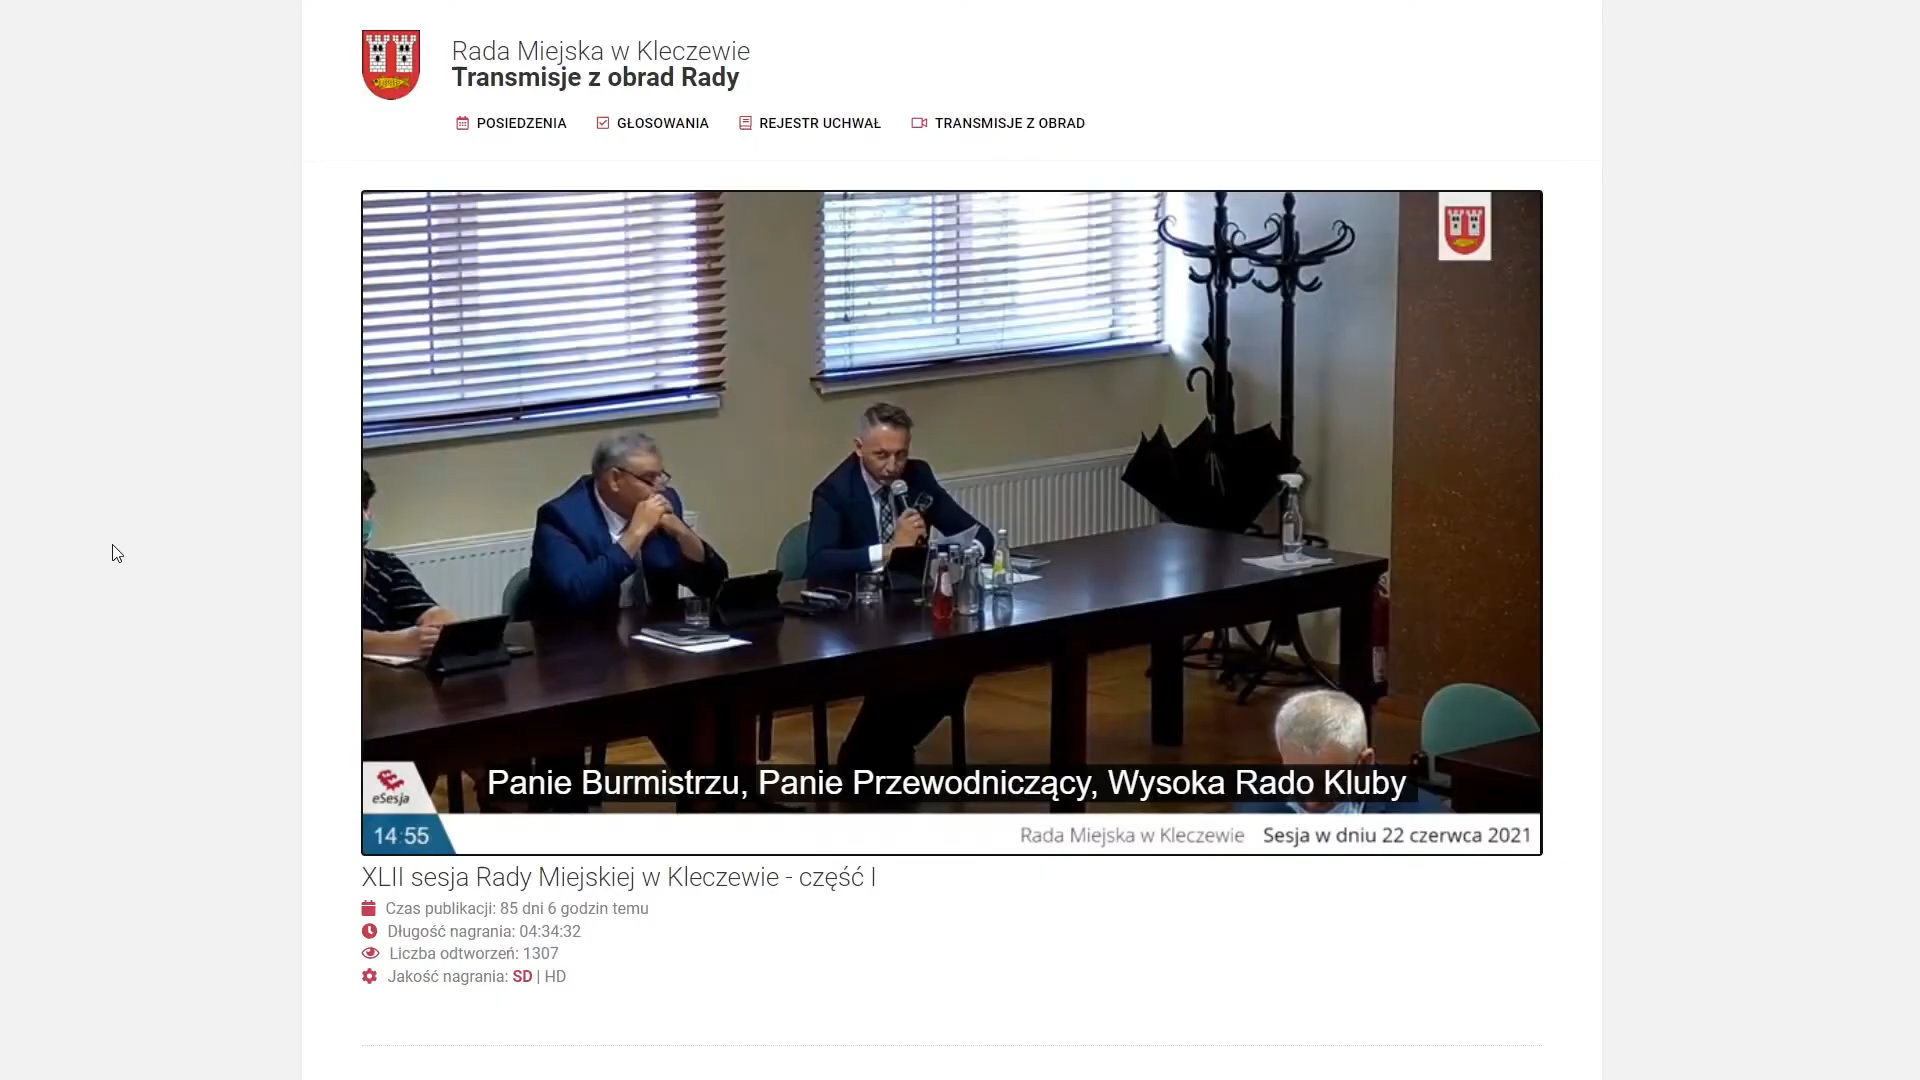 Rada Miejska w Kleczewie
Transmisje z obrad Rady
POSIEDZENIA GŁOSOWANIA REJESTR UCHWAŁ TRANSMISJE Z OBRAD
Panie Burmistrzu, Panie Przewodniczący, Wysoka Rado Kluby
eSesja
14:55 Rada Miejska w Kleczewie Sesja w dniu 22 czerwca 2021
XLII sesja Rady Miejskiej w Kleczewie - część I
Czas publikacji: 85 dni 6 godzin temu
Długość nagrania: 04:34:32
Liczba odtworzeń: 1307
Jakość nagrania: SD | HD